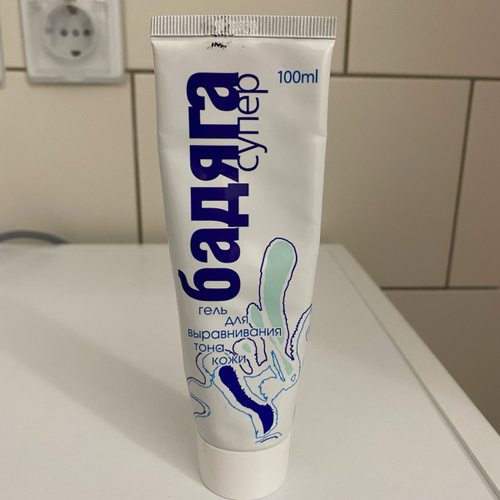 100ml
бадяга
супер
гель
для
выравнивания
тона
кожи